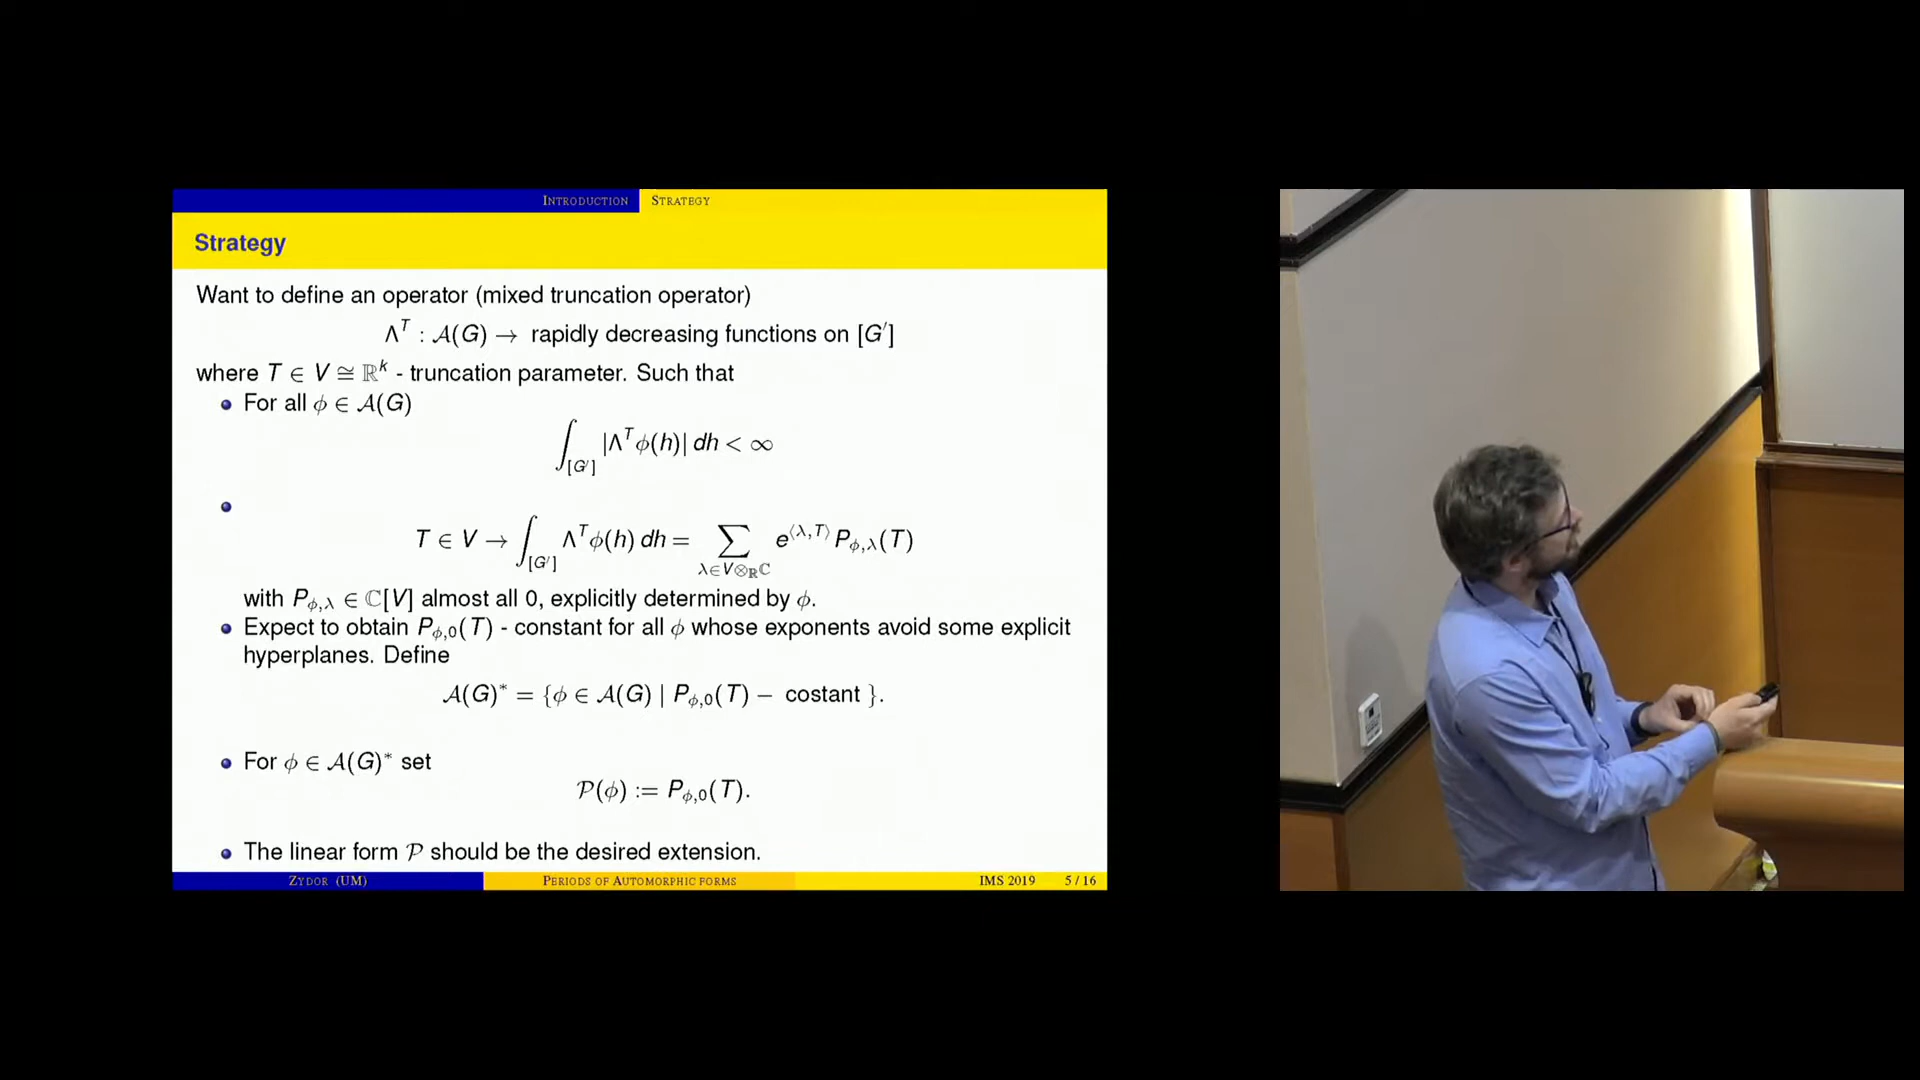 INTRODUCTION STRATEGY
Strategy
Want to define an operator (mixed truncation operator)
Λ^T : 𝒜(G) → rapidly decreasing functions on [G′]
where T ∈ V ≅ ℝ^k - truncation parameter. Such that
For all ϕ ∈ 𝒜(G)
∫_{[G′]} |Λ^T ϕ(h)| dh < ∞
T ∈ V → ∫_{[G′]} Λ^T ϕ(h) dh = ∑_{λ∈V⊗_ℝℂ} e^{⟨λ,T⟩} P_{ϕ,λ}(T)
with P_{ϕ,λ} ∈ ℂ[V] almost all 0, explicitly determined by ϕ.
Expect to obtain P_{ϕ,0}(T) - constant for all ϕ whose exponents avoid some explicit
hyperplanes. Define
𝒜(G)* = {ϕ ∈ 𝒜(G) | P_{ϕ,0}(T) − costant }.
For ϕ ∈ 𝒜(G)* set
𝒫(ϕ) := P_{ϕ,0}(T).
The linear form 𝒫 should be the desired extension.
ZYDOR (UM) PERIODS OF AUTOMORPHIC FORMS IMS 2019 5 / 16